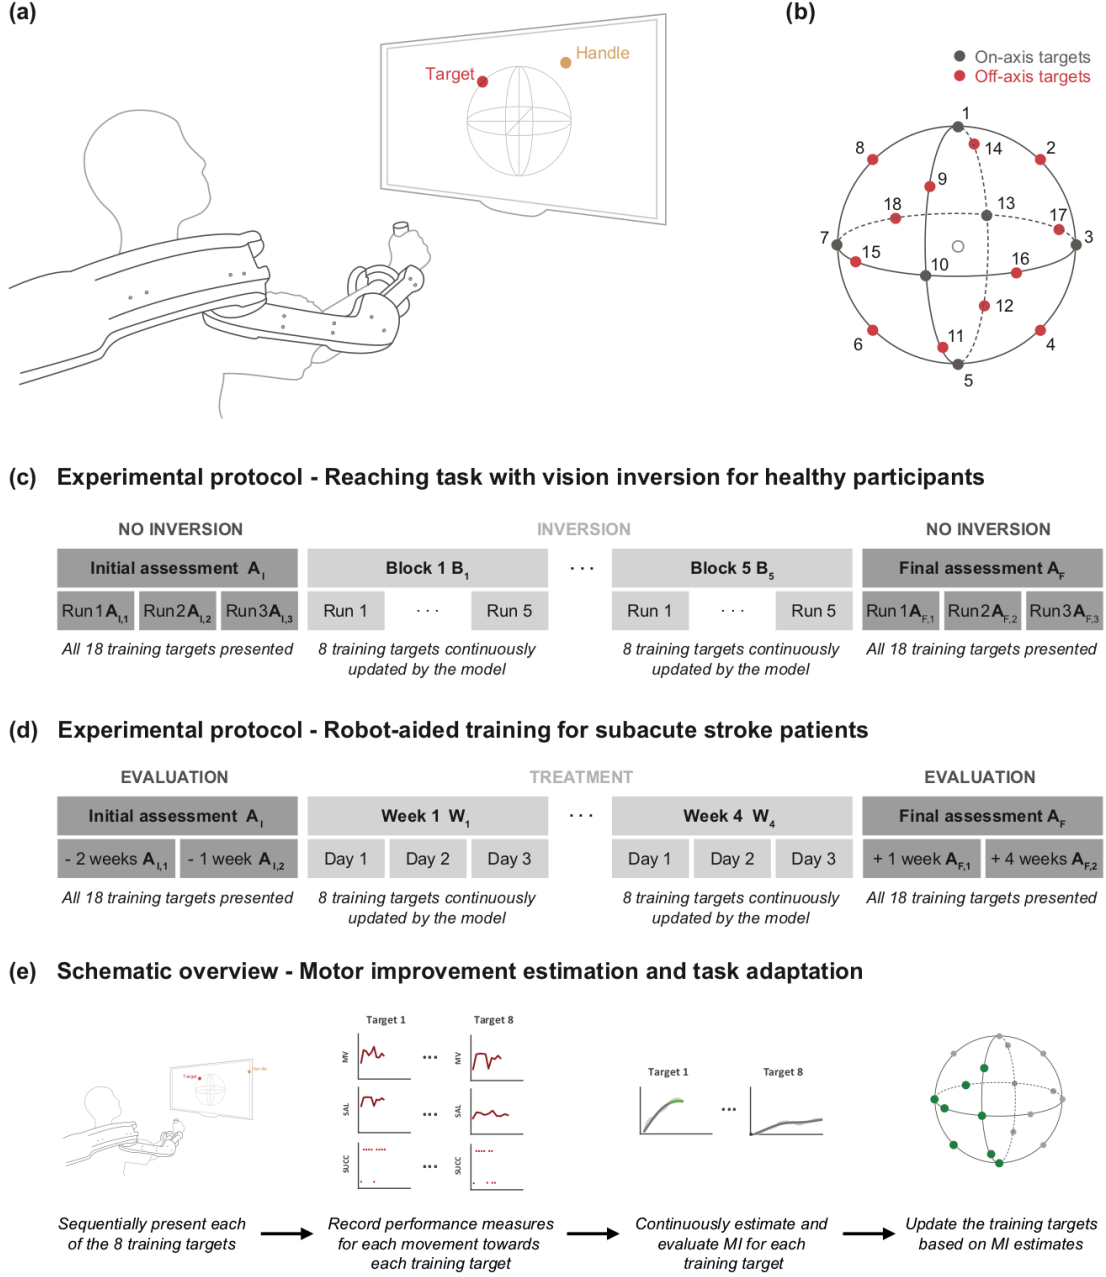 (a)
Target
Handle
(b)
On-axis targets
Off-axis targets
1
2
3
4
5
6
7
8
9
10
11
12
13
14
15
16
17
18
(c) Experimental protocol - Reaching task with vision inversion for healthy participants
NO INVERSION INVERSION NO INVERSION
Initial assessment A_I Block 1 B_1 . . . Block 5 B_5 Final assessment A_F
Run 1 A_I,1 Run 2 A_I,2 Run 3 A_I,3 Run 1 . . . Run 5 Run 1 . . . Run 5 Run 1 A_F,1 Run 2 A_F,2 Run 3 A_F,3
All 18 training targets presented 8 training targets continuously 8 training targets continuously All 18 training targets presented
updated by the model updated by the model
(d) Experimental protocol - Robot-aided training for subacute stroke patients
EVALUATION TREATMENT EVALUATION
Initial assessment A_I Week 1 W_1 . . . Week 4 W_4 Final assessment A_F
- 2 weeks A_I,1 - 1 week A_I,2 Day 1 Day 2 Day 3 Day 1 Day 2 Day 3 + 1 week A_F,1 + 4 weeks A_F,2
All 18 training targets presented 8 training targets continuously 8 training targets continuously All 18 training targets presented
updated by the model updated by the model
(e) Schematic overview - Motor improvement estimation and task adaptation
Target
Handle
Target 1 Target 8
MV ... MV
SAL ... SAL
SUCC ... SUCC
Target 1 ... Target 8
Sequentially present each
of the 8 training targets
Record performance measures
for each movement towards
each training target
Continuously estimate and
evaluate MI for each
training target
Update the training targets
based on MI estimates